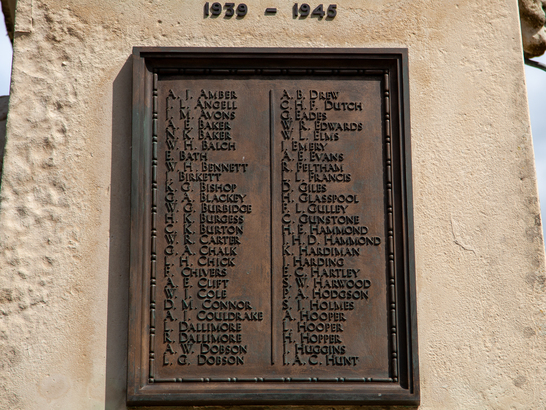 1939 - 1945
A. J. AMBER
J. L. ANGELL
J. M. AVONS
A. E. BAKER
W. K. BAKER
W. H. BALCH
E. BATH
W. H. BENNETT
J. BIRKETT
K. G. BISHOP
G. A. BLACKEY
W. G. BURBIDGE
H. K. BURGESS
C. K. BURTON
W. R. CARTER
G. A. CHALK
L. H. CHICK
F. CHIVERS
A. E. CLIFT
W. J. COLE
D. M. CONNOR
A. J. COULDRAKE
J. DALLIMORE
R. DALLIMORE
A. W. DOBSON
L. G. DOBSON
A. B. DREW
C. H. F. DUTCH
G. EADES
W. R. EDWARDS
W. L. ELMS
J. EMERY
A. E. EVANS
R. FELTHAM
L. L. FRANCIS
D. GILES
H. GLASSPOOL
F. L. GULLEY
C. GUNSTONE
H. E. HAMMOND
H. H. D. HAMMOND
K. HARDIMAN
J. HARDING
E. C. HARTLEY
S. W. HARWOOD
P. A. HODGSON
S. J. HOLMES
A. HOOPER
L. HOOPER
H. HOPPER
J. HUGGINS
J. A. C. HUNT